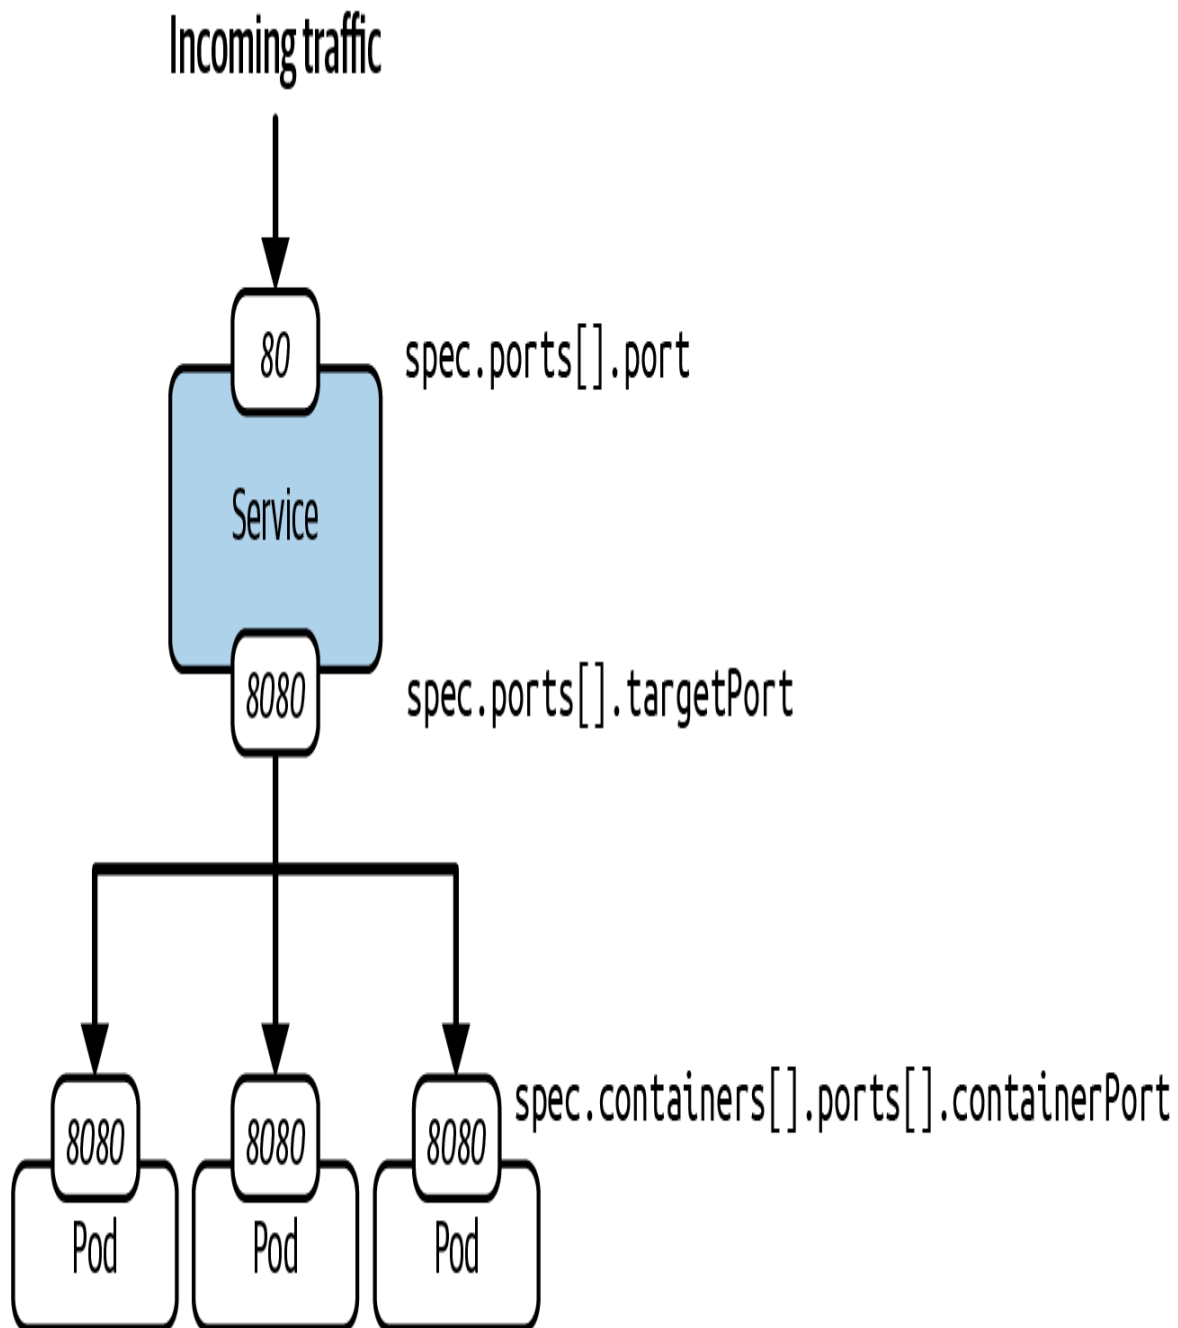 Incoming traffic
80
spec.ports[].port
Service
8080
spec.ports[].targetPort
8080
8080
8080
spec.containers[].ports[].containerPort
Pod
Pod
Pod